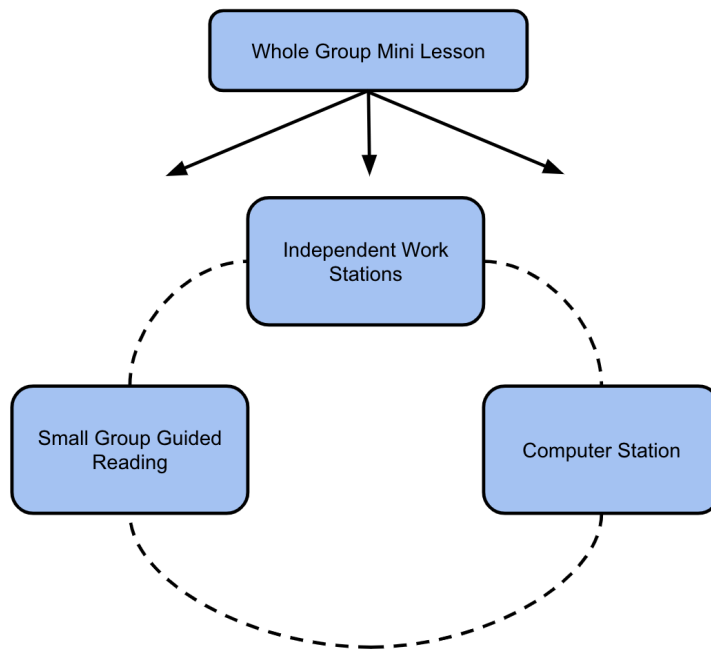 Whole Group Mini Lesson
Independent Work
Stations
Small Group Guided
Reading
Computer Station